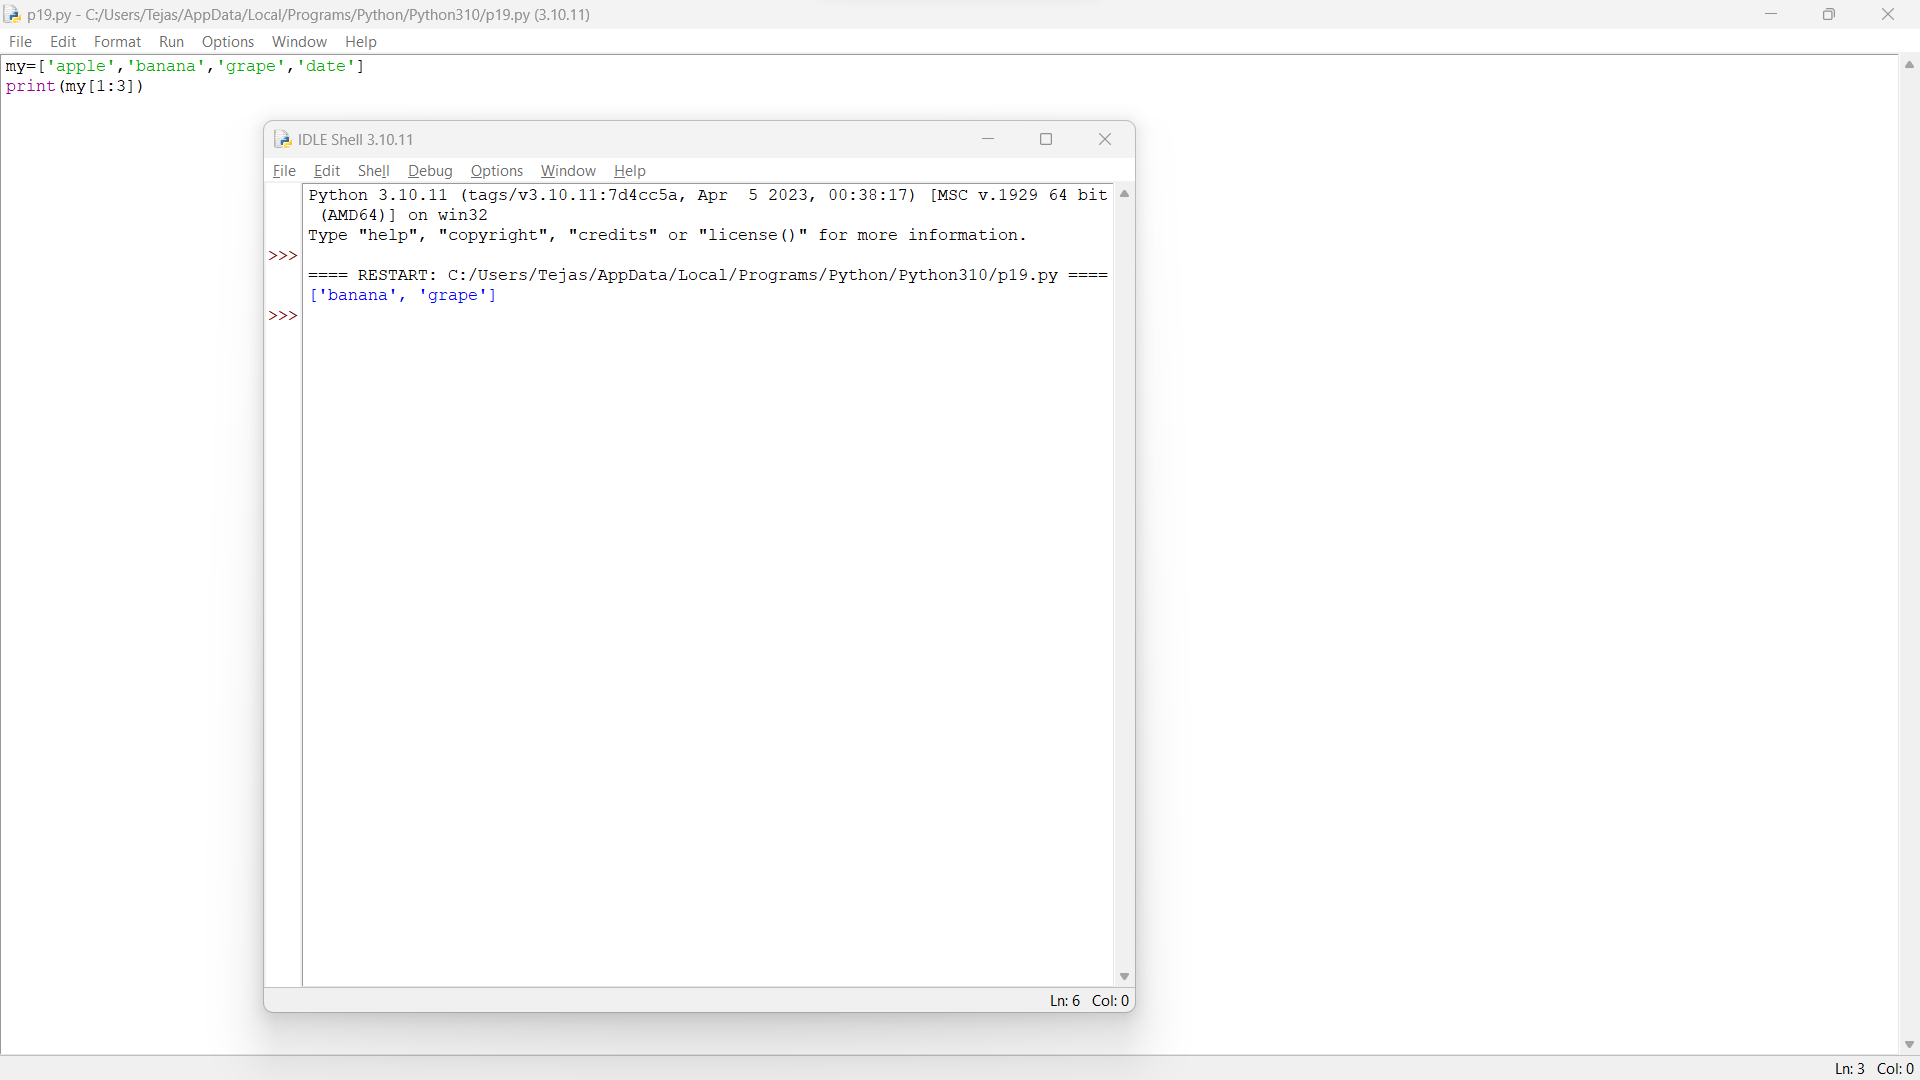 p19.py - C:/Users/Tejas/AppData/Local/Programs/Python/Python310/p19.py (3.10.11)
File Edit Format Run Options Window Help
my=['apple','banana','grape','date']
print(my[1:3])
IDLE Shell 3.10.11
File Edit Shell Debug Options Window Help
Python 3.10.11 (tags/v3.10.11:7d4cc5a, Apr  5 2023, 00:38:17) [MSC v.1929 64 bit
(AMD64)] on win32
Type "help", "copyright", "credits" or "license()" for more information.
>>>
==== RESTART: C:/Users/Tejas/AppData/Local/Programs/Python/Python310/p19.py ====
['banana', 'grape']
>>>
Ln: 6 Col: 0
Ln: 3 Col: 0